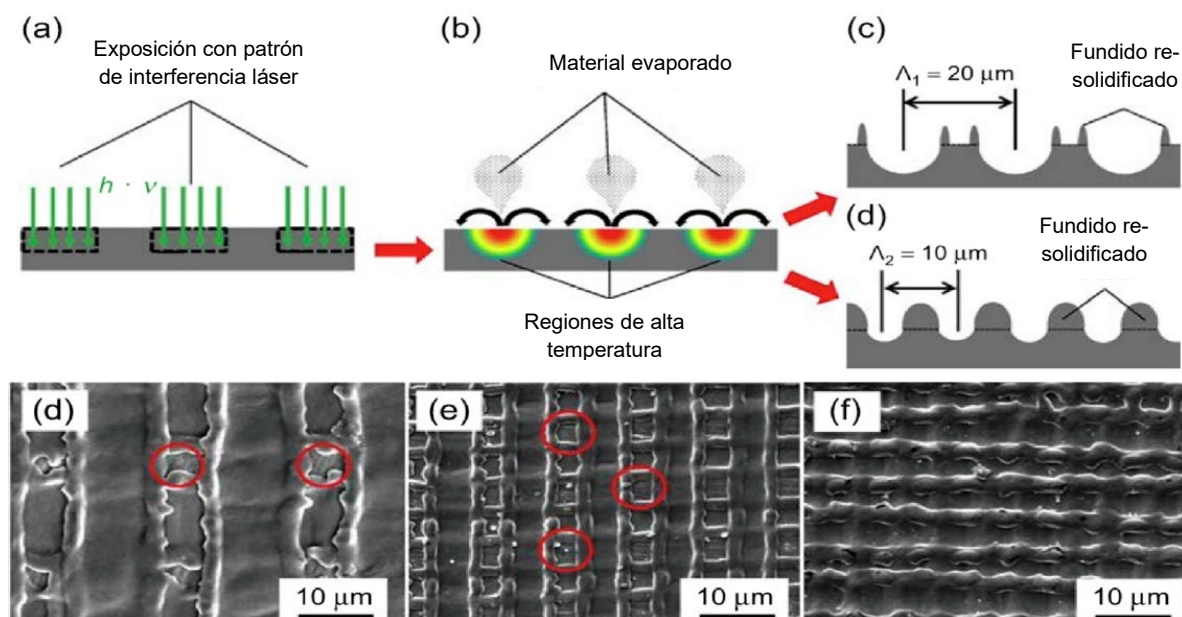 (a)
Exposición con patrón
de interferencia láser
h · ν
(b)
Material evaporado
Regiones de alta
temperatura
(c)
Fundido re-
solidificado
Λ1 = 20 μm
(d)
Fundido re-
solidificado
Λ2 = 10 μm
(d)
10 μm
(e)
10 μm
(f)
10 μm